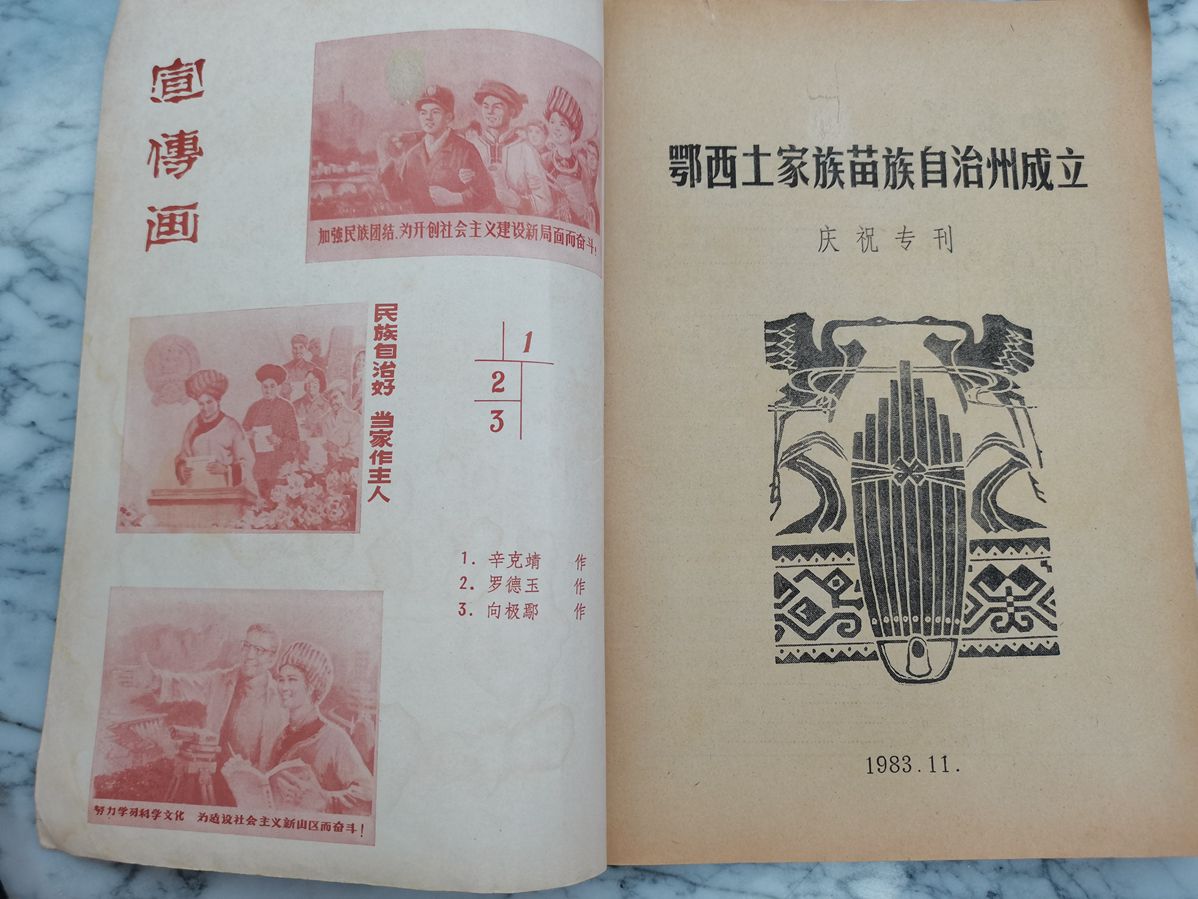 宣傳画
加強民族团结、为开创社会主义建设新局面而奋斗!
民族自治好 当家作主人
1
2
3
1. 辛克靖 作
2. 罗德玉 作
3. 向极鄢 作
努力学习科学文化 为建设社会主义新山区而奋斗!
鄂西土家族苗族自治州成立
庆祝专刊
1983.11.